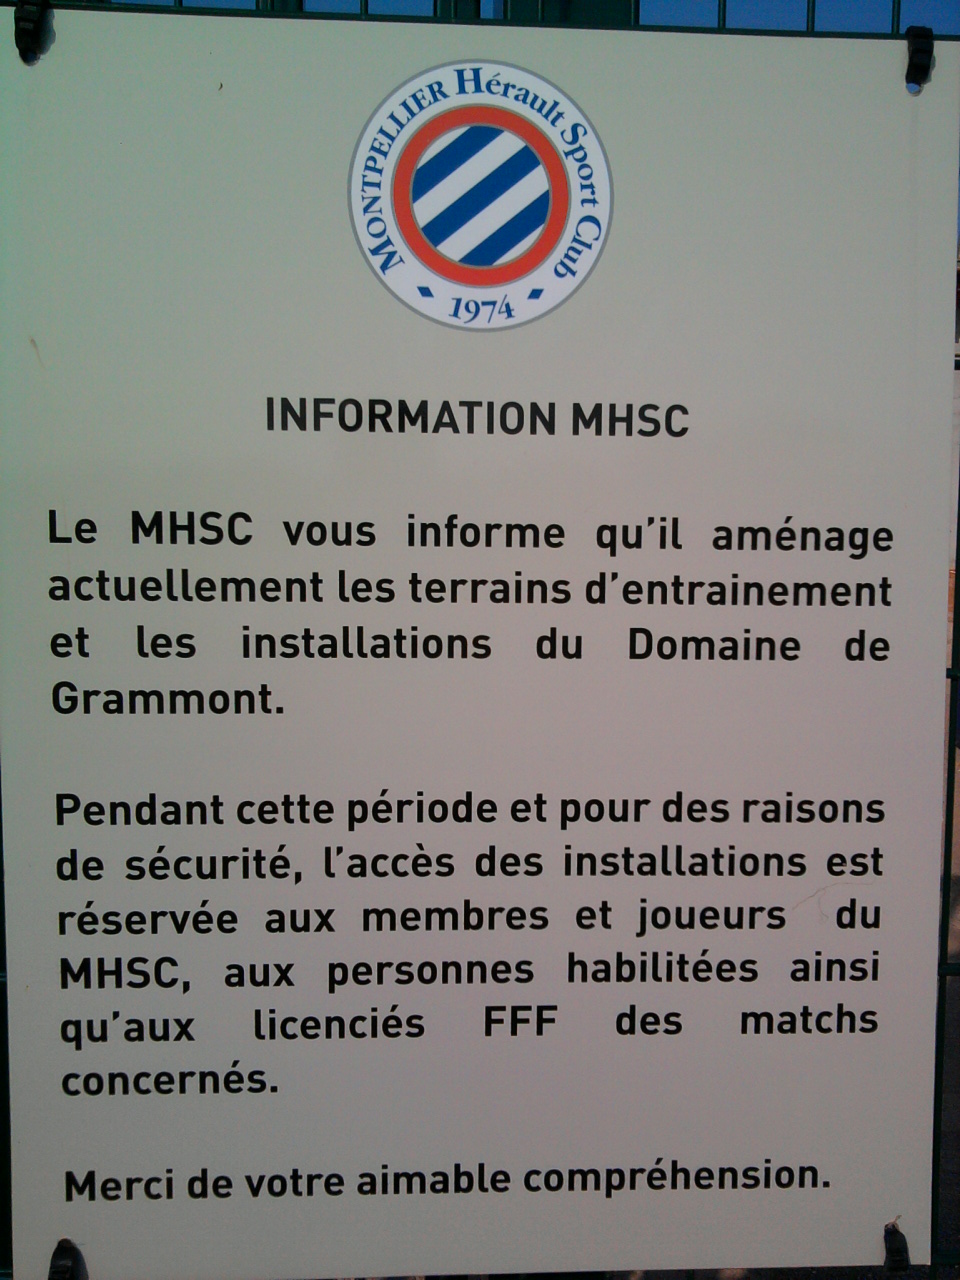 MONTPELLIER Hérault Sport Club
1974
INFORMATION MHSC
Le MHSC vous informe qu'il aménage
actuellement les terrains d'entrainement
et les installations du Domaine de
Grammont.
Pendant cette période et pour des raisons
de sécurité, l'accès des installations est
réservée aux membres et joueurs du
MHSC, aux personnes habilitées ainsi
qu'aux licenciés FFF des matchs
concernés.
Merci de votre aimable compréhension.